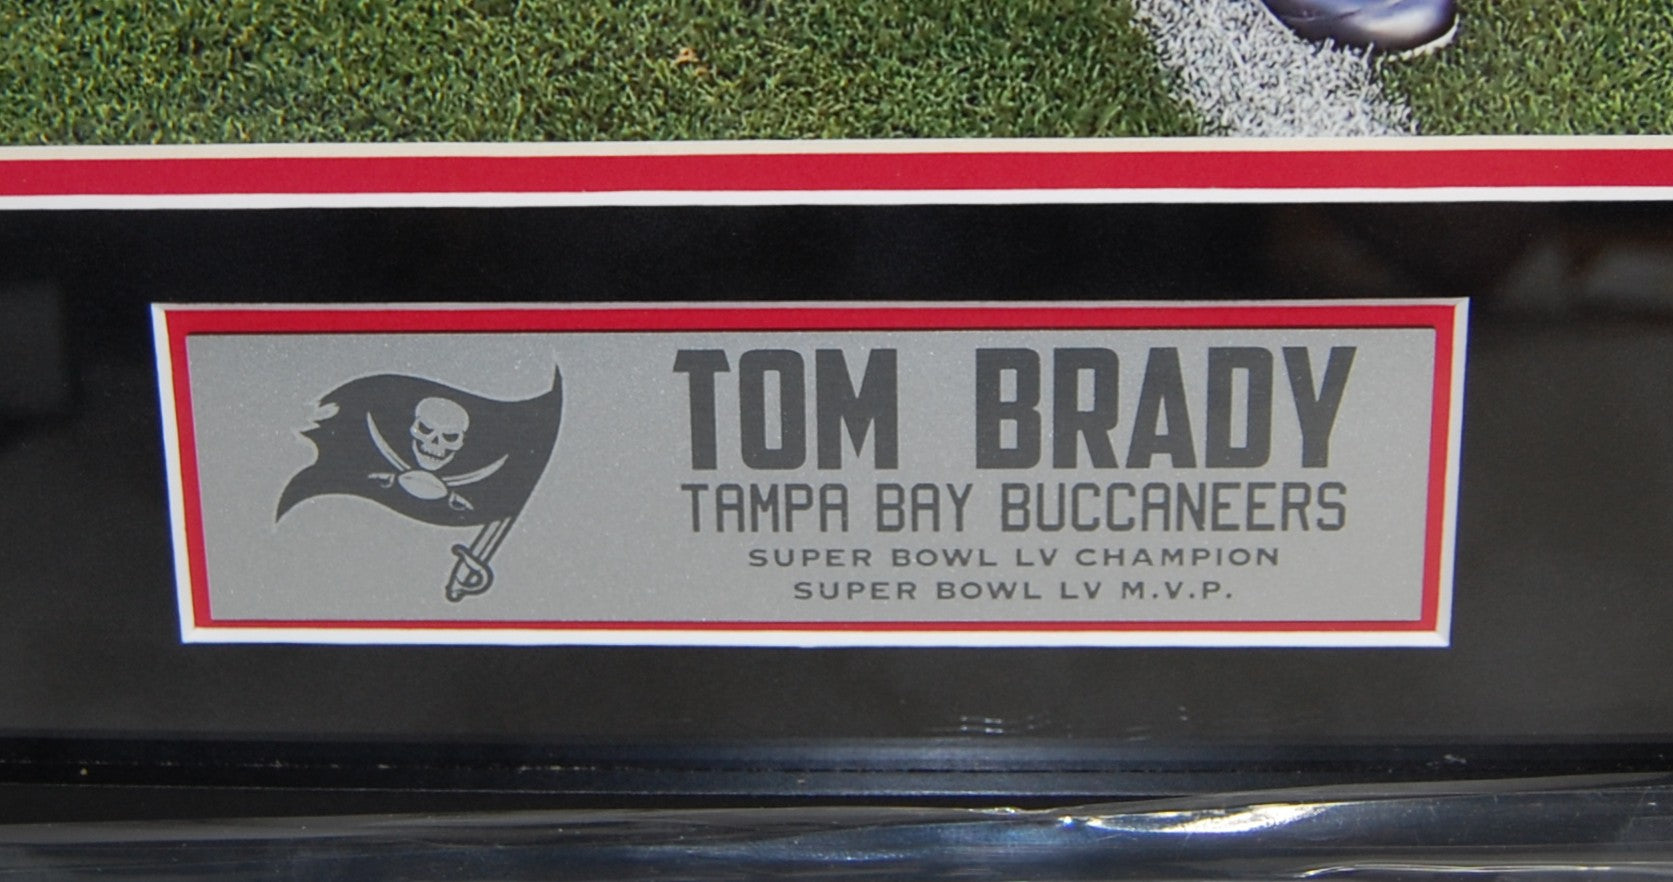 TOM BRADY
TAMPA BAY BUCCANEERS
SUPER BOWL LV CHAMPION
SUPER BOWL LV M.V.P.